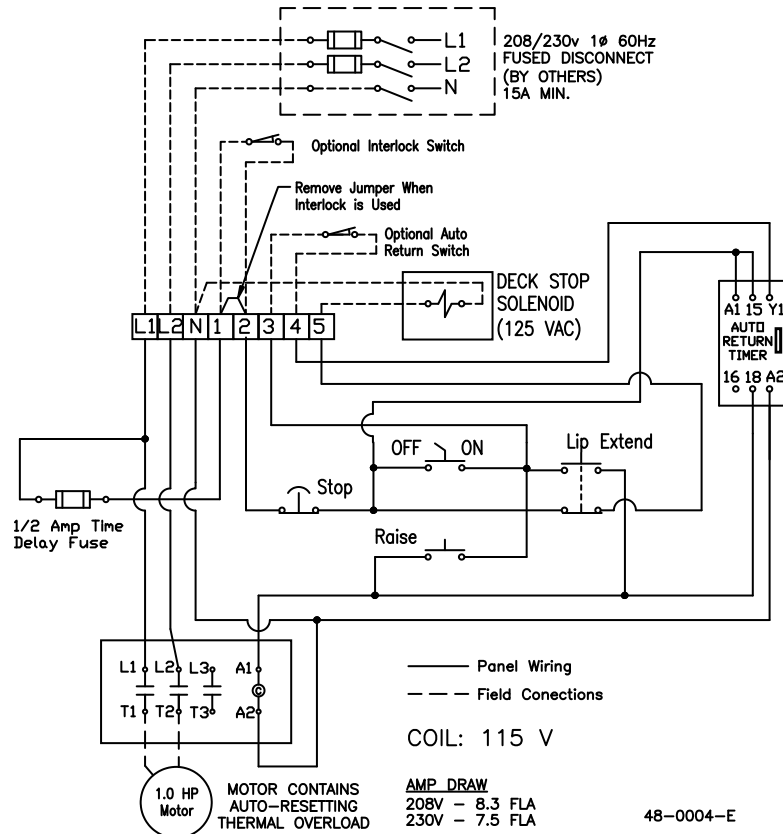 L1
L2
N
208/230v 1ø 60Hz
FUSED DISCONNECT
(BY OTHERS)
15A MIN.
Optional Interlock Switch
Remove Jumper When
Interlock is Used
Optional Auto
Return Switch
DECK STOP
SOLENOID
(125 VAC)
L1 L2 N 1 2 3 4 5
A1 15 Y1
AUTO
RETURN
TIMER
16 18 A2
OFF ON
Lip Extend
Stop
1/2 Amp Time
Delay Fuse
Raise
L1 L2 L3 A1
C
T1 T2 T3 A2
Panel Wiring
Field Conections
COIL: 115 V
1.0 HP
Motor
MOTOR CONTAINS
AUTO-RESETTING
THERMAL OVERLOAD
AMP DRAW
208V - 8.3 FLA
230V - 7.5 FLA
48-0004-E